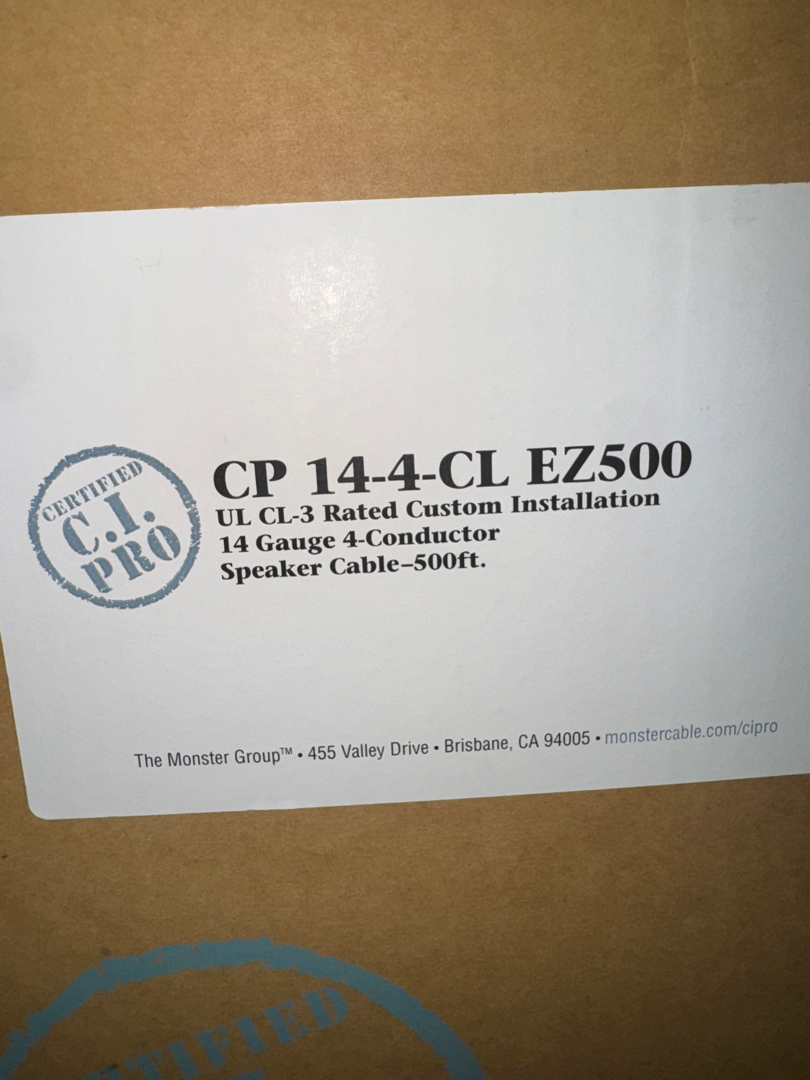 CERTIFIED
C.I.
PRO
CP 14-4-CL EZ500
UL CL-3 Rated Custom Installation
14 Gauge 4-Conductor
Speaker Cable–500ft.
The Monster Group™ • 455 Valley Drive • Brisbane, CA 94005 • monstercable.com/cipro